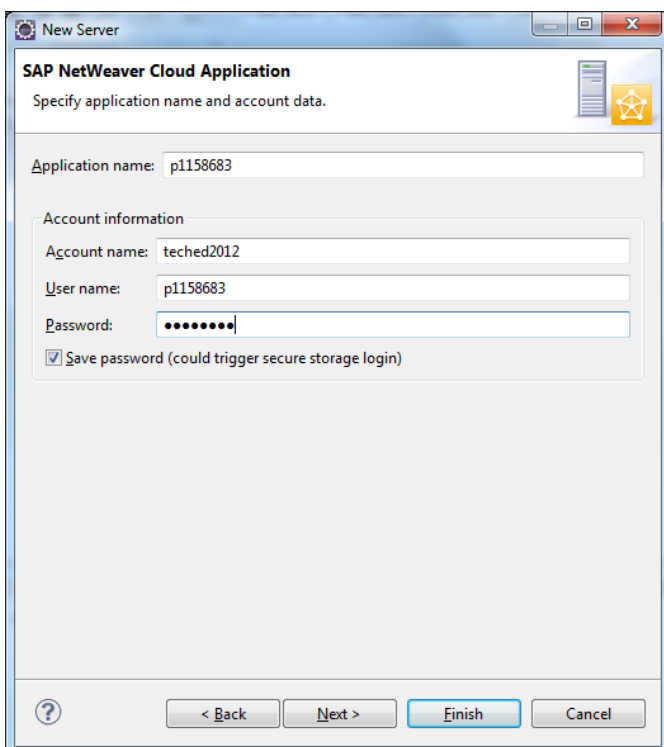 New Server
SAP NetWeaver Cloud Application
Specify application name and account data.
Application name: p1158683
Account information
Account name: teched2012
User name: p1158683
Password: ●●●●●●●●
Save password (could trigger secure storage login)
? < Back Next > Finish Cancel